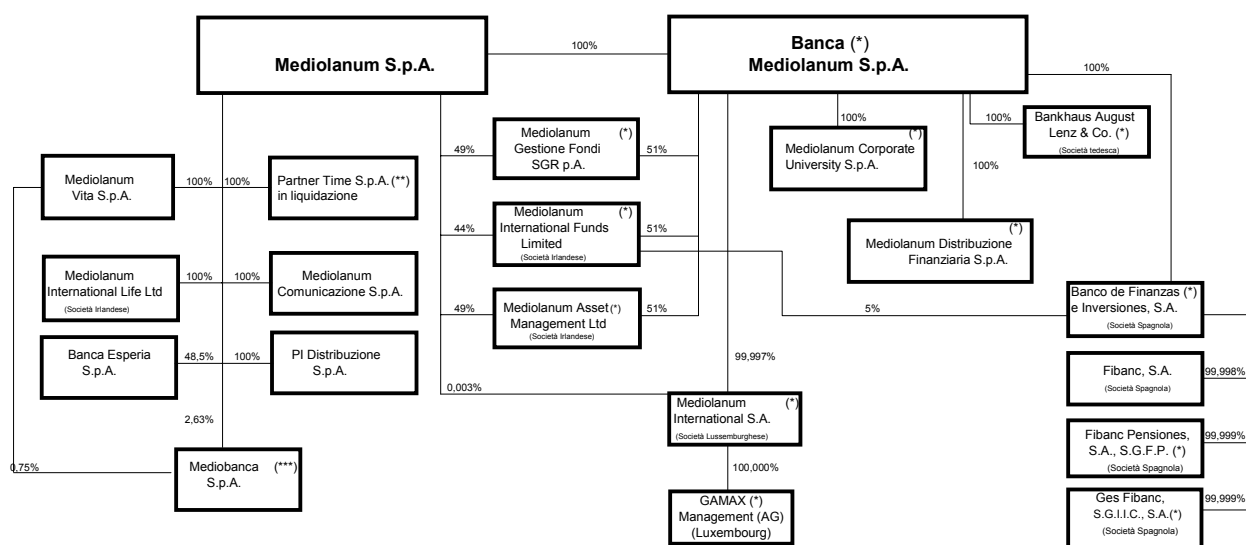 Mediolanum S.p.A.
100%
Banca (*)
Mediolanum S.p.A.
100%
Mediolanum (*)
Gestione Fondi
SGR p.A.
49%
51%
100%
(*)
Mediolanum Corporate
University S.p.A.
100%
Bankhaus August
Lenz & Co. (*)
(Società tedesca)
100%
Mediolanum
Vita S.p.A.
100%
100%
Partner Time S.p.A. (**)
in liquidazione
Mediolanum (*)
International Funds
Limited
(Società Irlandese)
44%
51%
(*)
Mediolanum Distribuzione
Finanziaria S.p.A.
Mediolanum
International Life Ltd
(Società Irlandese)
100%
100%
Mediolanum
Comunicazione S.p.A.
Mediolanum Asset (*)
Management Ltd
(Società Irlandese)
49%
51%
5%
Banco de Finanzas (*)
e Inversiones, S.A.
(Società Spagnola)
Banca Esperia
S.p.A.
48,5%
100%
PI Distribuzione
S.p.A.
99,997%
Fibanc, S.A.
(Società Spagnola)
99,998%
0,003%
Mediolanum (*)
International S.A.
(Società Lussemburghese)
2,63%
Fibanc Pensiones,
S.A., S.G.F.P. (*)
(Società Spagnola)
99,999%
0,75%
Mediobanca (***)
S.p.A.
100,000%
GAMAX (*)
Management (AG)
(Luxembourg)
Ges Fibanc,
S.G.I.I.C., S.A.(*)
(Società Spagnola)
99,999%